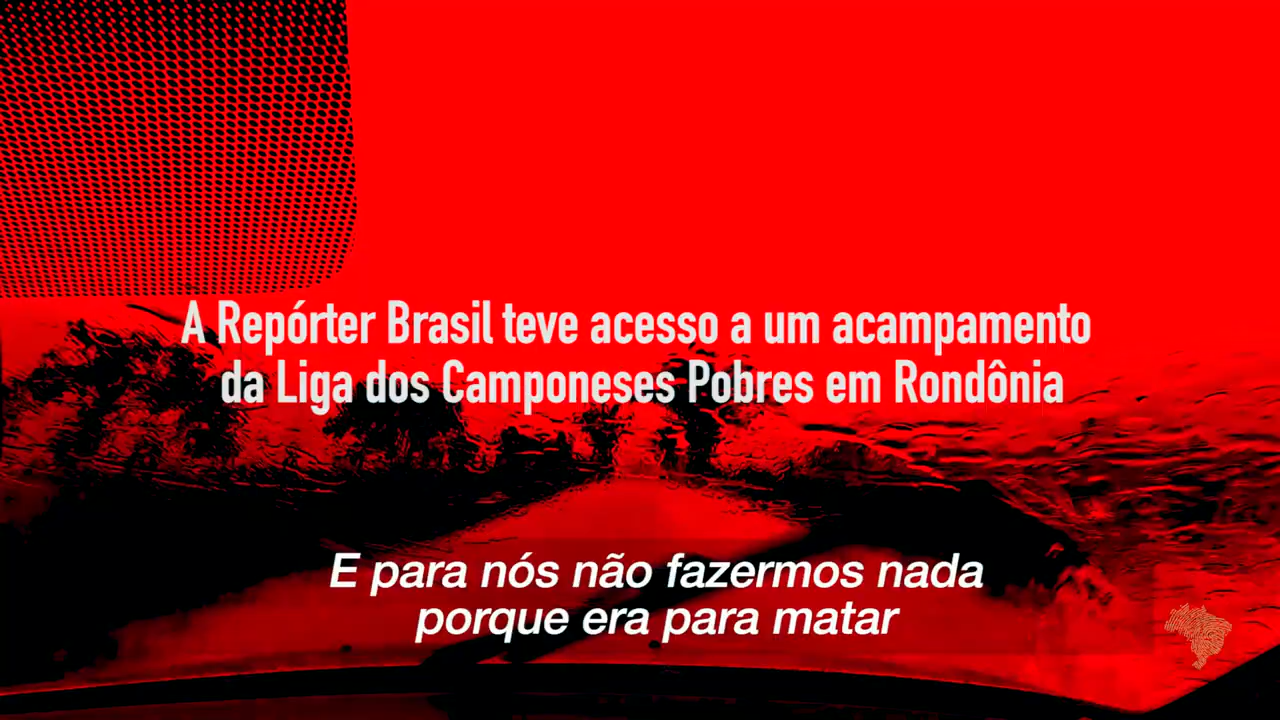 A Repórter Brasil teve acesso a um acampamento
da Liga dos Camponeses Pobres em Rondônia
E para nós não fazermos nada
porque era para matar